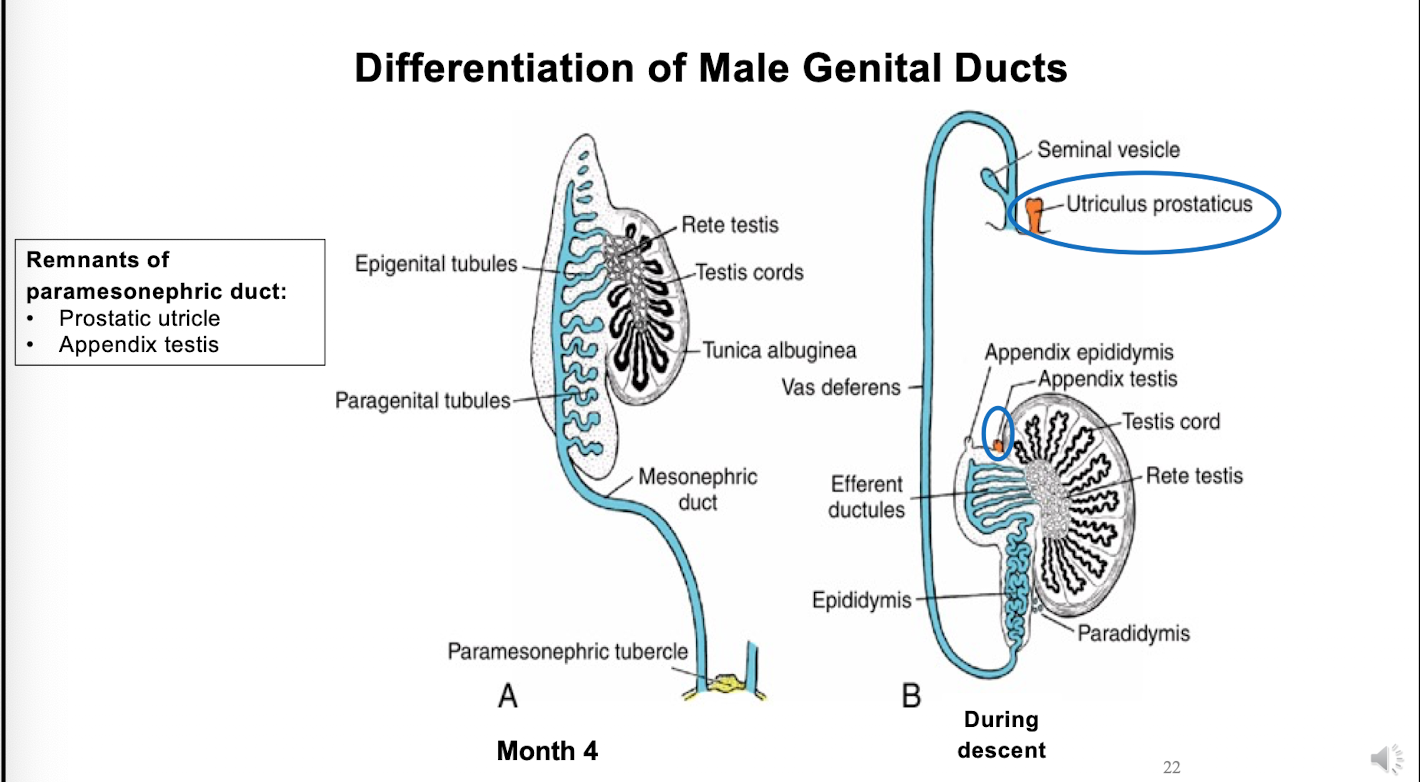 Differentiation of Male Genital Ducts
Remnants of
paramesonephric duct:
• Prostatic utricle
• Appendix testis
Rete testis
Epigenital tubules
Testis cords
Tunica albuginea
Paragenital tubules
Mesonephric
duct
Paramesonephric tubercle
A
Month 4
Seminal vesicle
Utriculus prostaticus
Appendix epididymis
Appendix testis
Vas deferens
Testis cord
Rete testis
Efferent
ductules
Epididymis
Paradidymis
B
During
descent
22